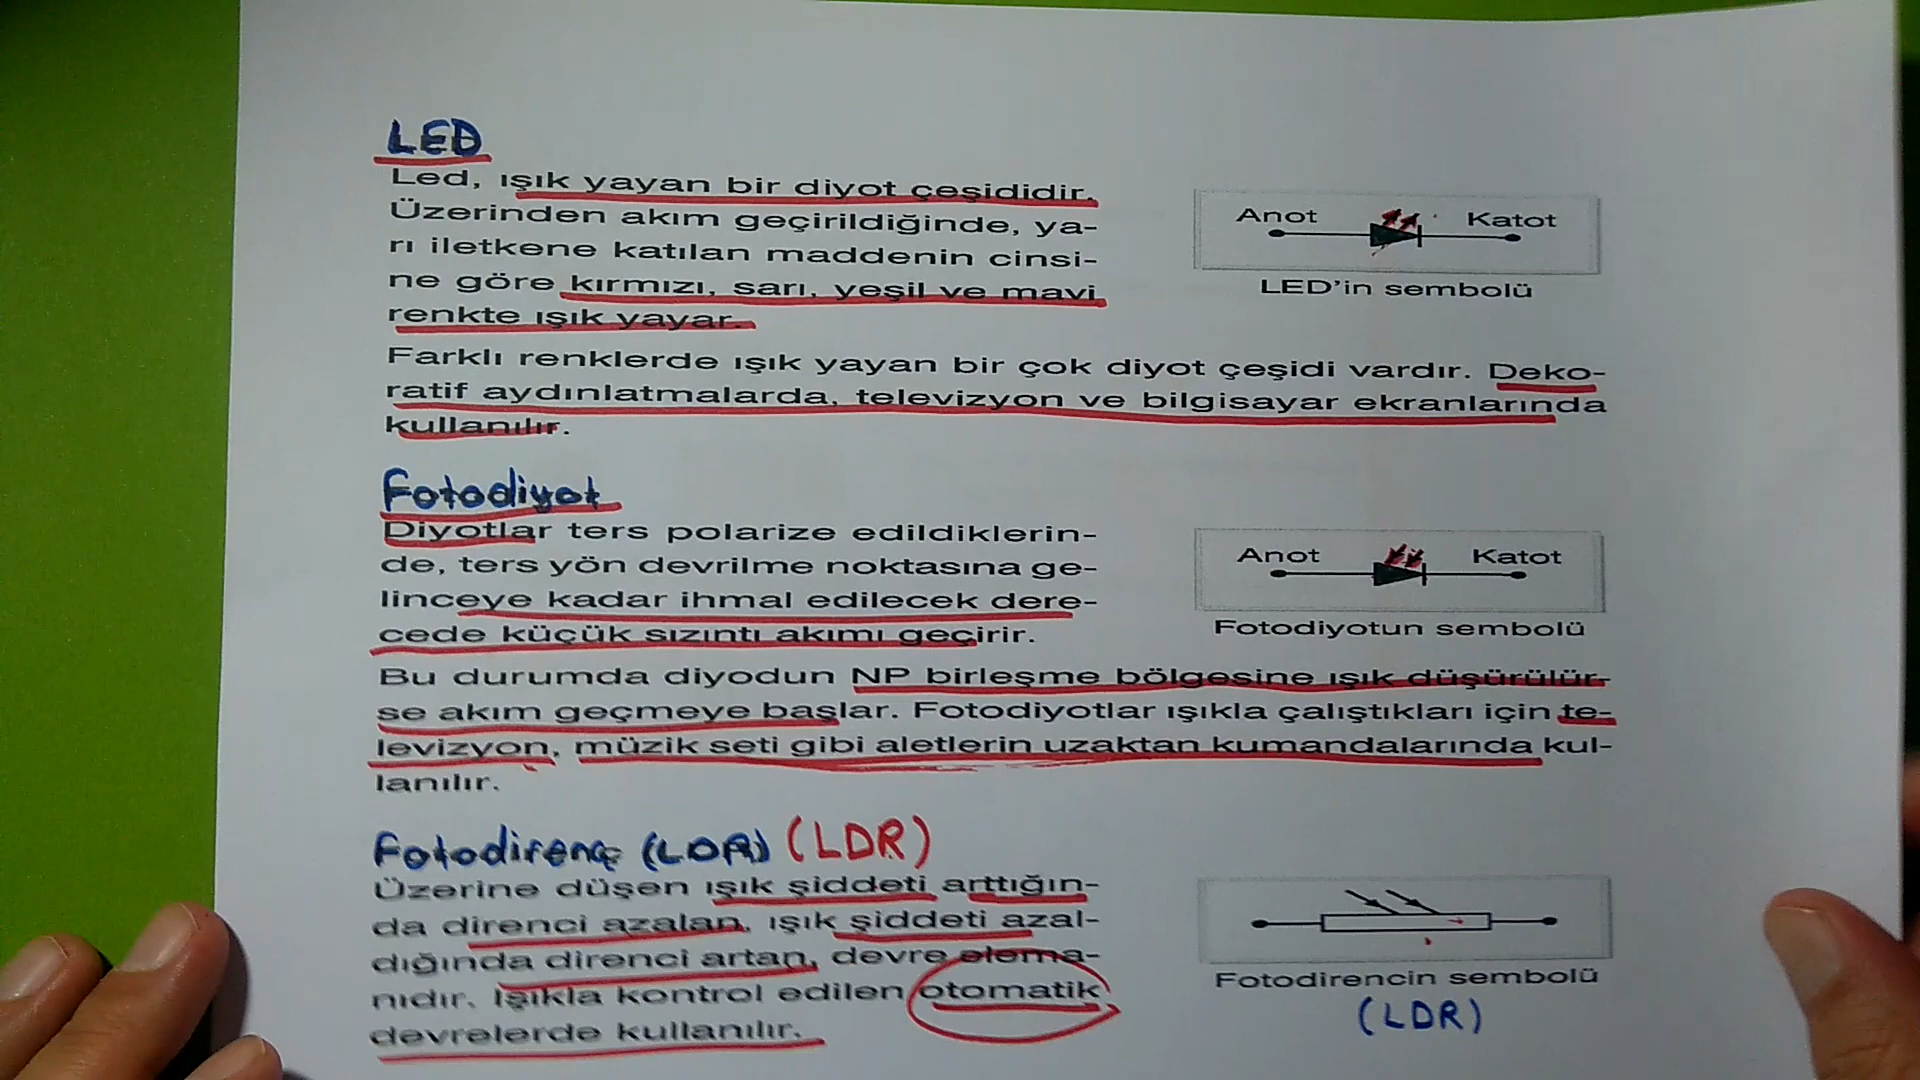 LED
Led, ışık yayan bir diyot çeşididir.
Üzerinden akım geçirildiğinde, ya-
rı iletkene katılan maddenin cinsi-
ne göre kırmızı, sarı, yeşil ve mavi
renkte ışık yayar.
Anot Katot
LED'in sembolü
Farklı renklerde ışık yayan bir çok diyot çeşidi vardır. Deko-
ratif aydınlatmalarda, televizyon ve bilgisayar ekranlarında
kullanılır.
Fotodiyot
Diyotlar ters polarize edildiklerin-
de, ters yön devrilme noktasına ge-
linceye kadar ihmal edilecek dere-
cede küçük sızıntı akımı geçirir.
Anot Katot
Fotodiyotun sembolü
Bu durumda diyodun NP birleşme bölgesine ışık düşürülür-
se akım geçmeye başlar. Fotodiyotlar ışıkla çalıştıkları için te-
levizyon, müzik seti gibi aletlerin uzaktan kumandalarında kul-
lanılır.
Fotodirenç (LDR) (LDR)
Üzerine düşen ışık şiddeti arttığın-
da direnci azalan, ışık şiddeti azal-
dığında direnci artan, devre elema-
nıdır. Işıkla kontrol edilen otomatik
devrelerde kullanılır.
Fotodirencin sembolü
(LDR)